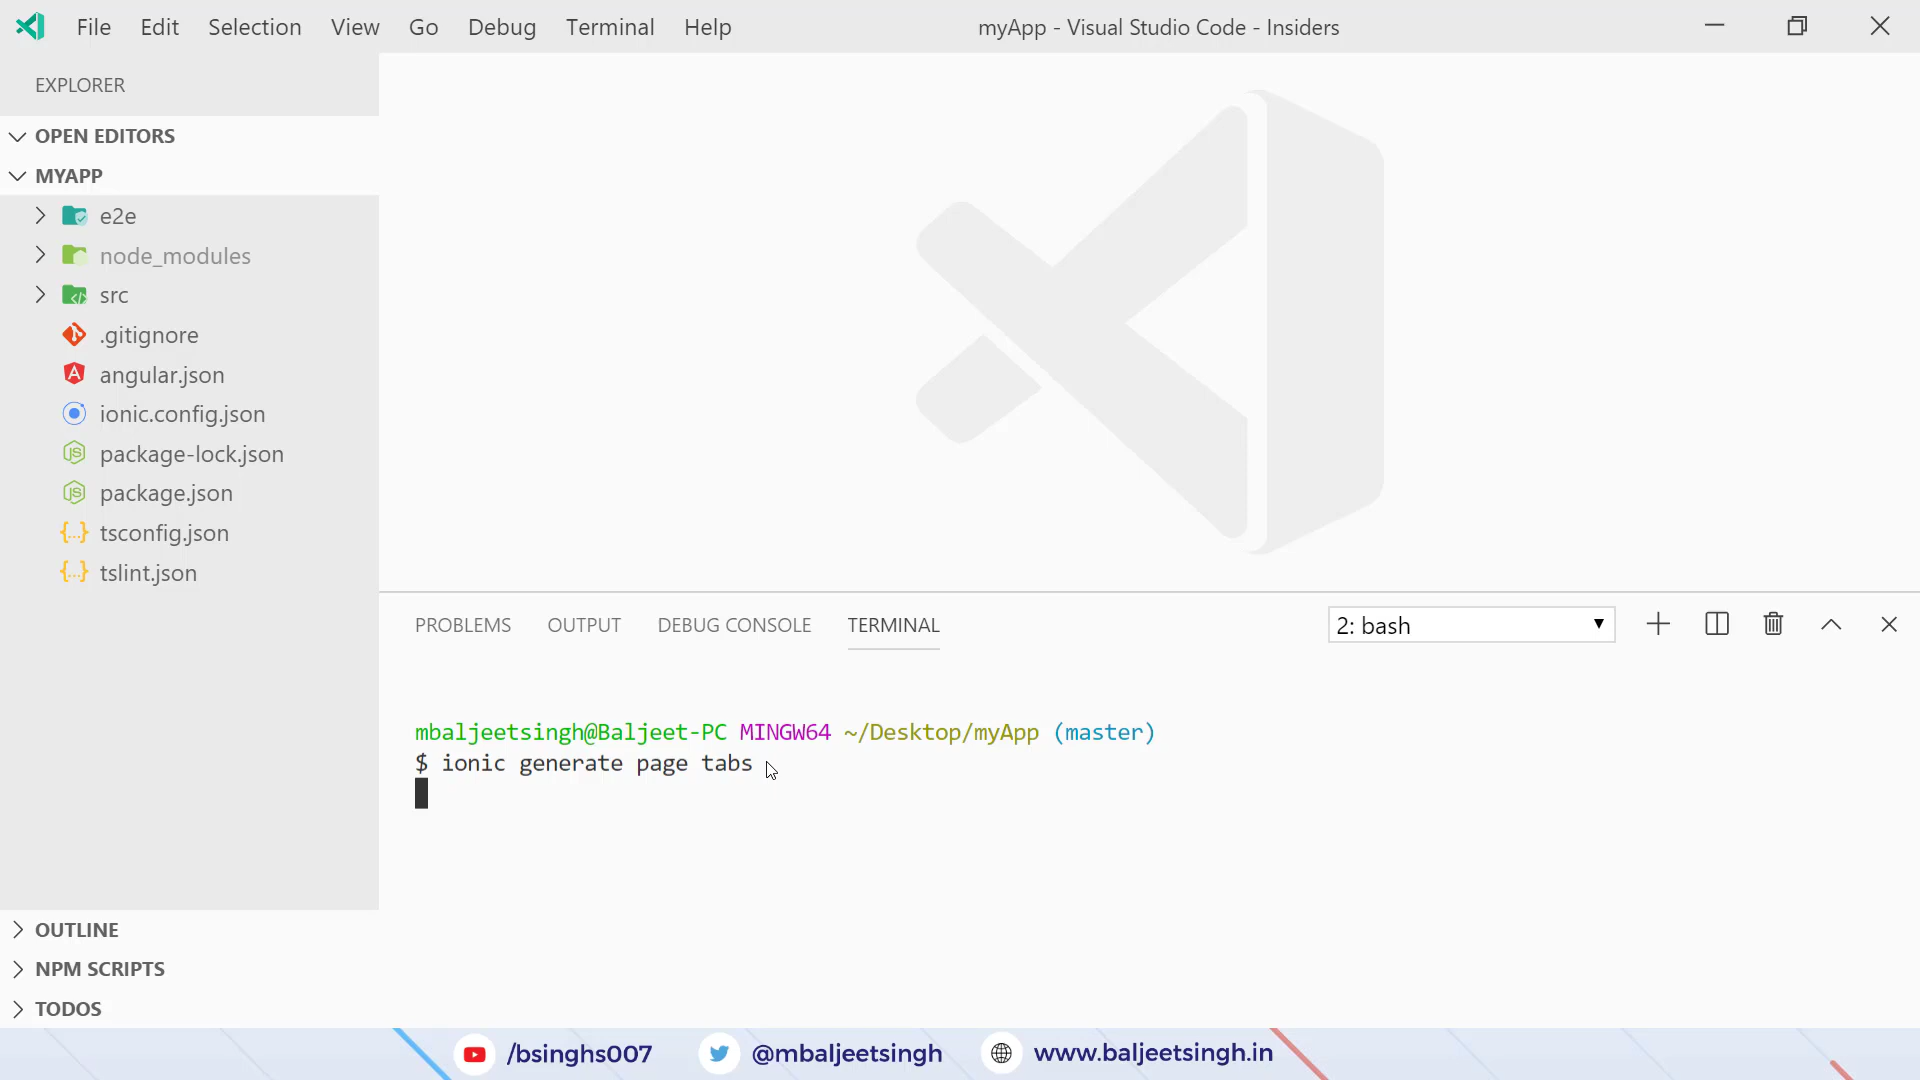 File Edit Selection View Go Debug Terminal Help myApp - Visual Studio Code - Insiders
EXPLORER
OPEN EDITORS
MYAPP
e2e
node_modules
src
.gitignore
angular.json
ionic.config.json
package-lock.json
package.json
tsconfig.json
tslint.json
OUTLINE
NPM SCRIPTS
TODOS
PROBLEMS OUTPUT DEBUG CONSOLE TERMINAL 2: bash
mbaljeetsingh@Baljeet-PC MINGW64 ~/Desktop/myApp (master)
$ ionic generate page tabs
/bsinghs007 @mbaljeetsingh www.baljeetsingh.in